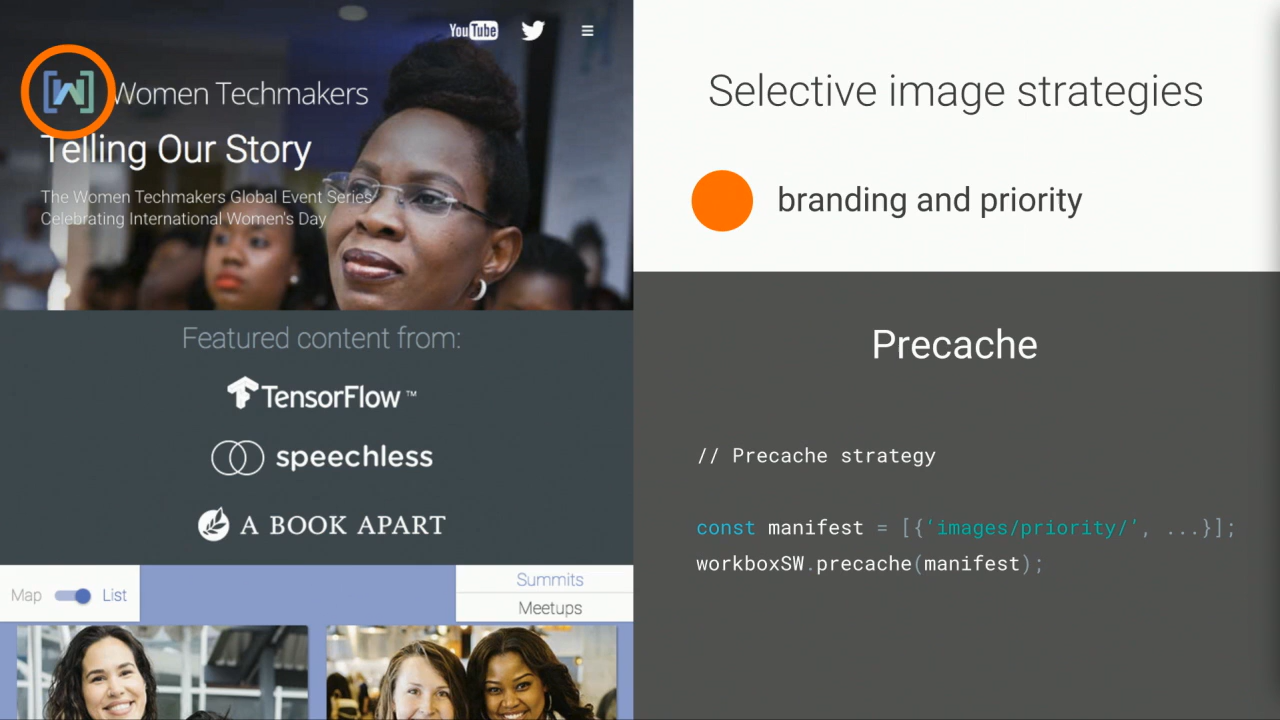 YouTube
[W] Women Techmakers
Telling Our Story
The Women Techmakers Global Event Series
Celebrating International Women's Day
Featured content from:
TensorFlow ™
speechless
A BOOK APART
Map List
Summits
Meetups
Selective image strategies
branding and priority
Precache
// Precache strategy
const manifest = [{‘images/priority/’, ...}];
workboxSW.precache(manifest);